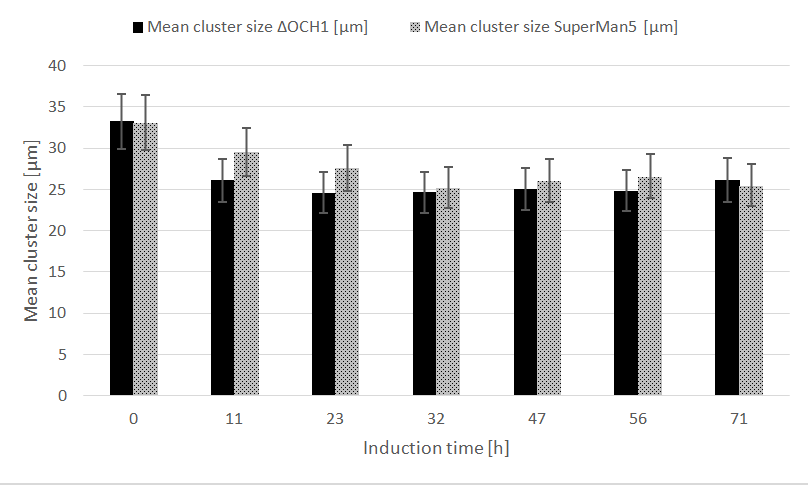 Mean cluster size ΔOCH1 [µm] Mean cluster size SuperMan5 [µm]
40
35
30
25
20
15
10
5
0
Mean cluster size [µm]
0 11 23 32 47 56 71
Induction time [h]